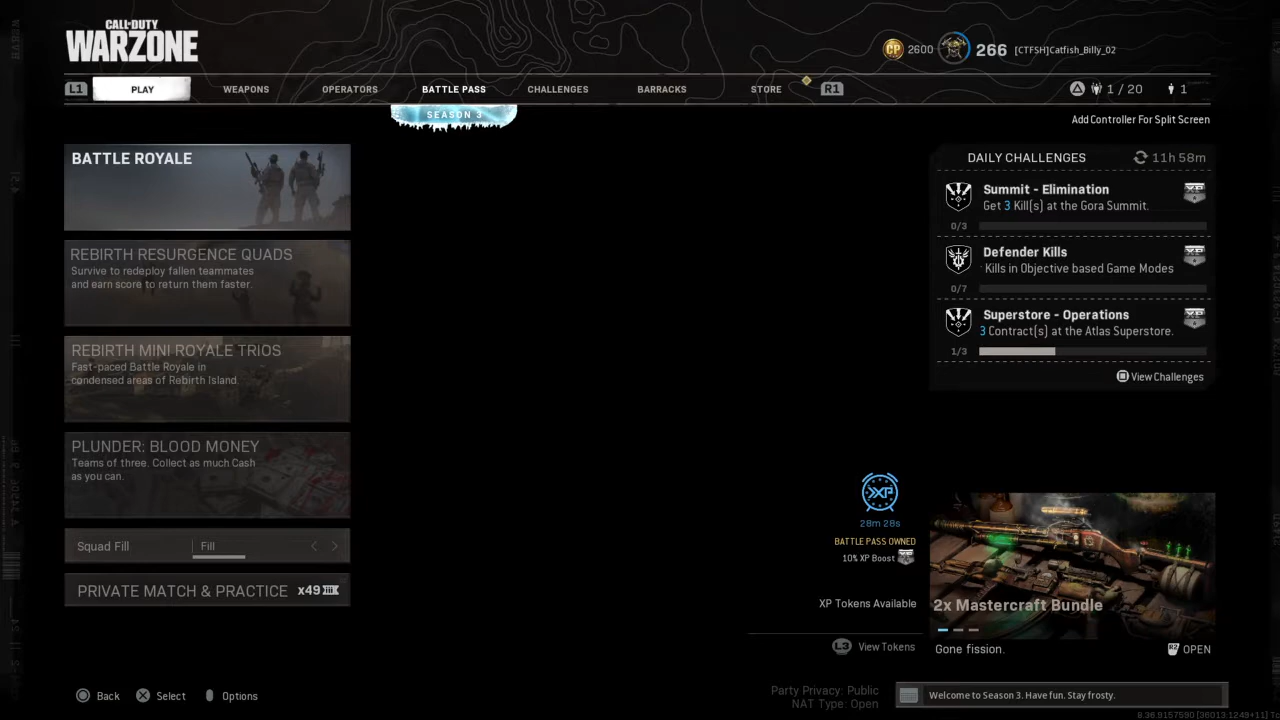 CALL OF DUTY
WARZONE
CP 2600 266 [CTFSH]Catfish_Billy_02
L1 PLAY WEAPONS OPERATORS BATTLE PASS CHALLENGES BARRACKS STORE R1 1 / 20 1
SEASON 3
Add Controller For Split Screen
BATTLE ROYALE
REBIRTH RESURGENCE QUADS
Survive to redeploy fallen teammates
and earn score to return them faster.
REBIRTH MINI ROYALE TRIOS
Fast-paced Battle Royale in
condensed areas of Rebirth Island.
PLUNDER: BLOOD MONEY
Teams of three. Collect as much Cash
as you can.
Squad Fill Fill
PRIVATE MATCH & PRACTICE x49
DAILY CHALLENGES 11h 58m
Summit - Elimination XP
Get 3 Kill(s) at the Gora Summit.
0/3
Defender Kills XP
Kills in Objective based Game Modes
0/7
Superstore - Operations XP
3 Contract(s) at the Atlas Superstore.
1/3
View Challenges
2XP
28m 28s
BATTLE PASS OWNED
10% XP Boost XP
XP Tokens Available
L3 View Tokens
2x Mastercraft Bundle
Gone fission. R2 OPEN
Back Select Options
Party Privacy: Public
NAT Type: Open
Welcome to Season 3. Have fun. Stay frosty.